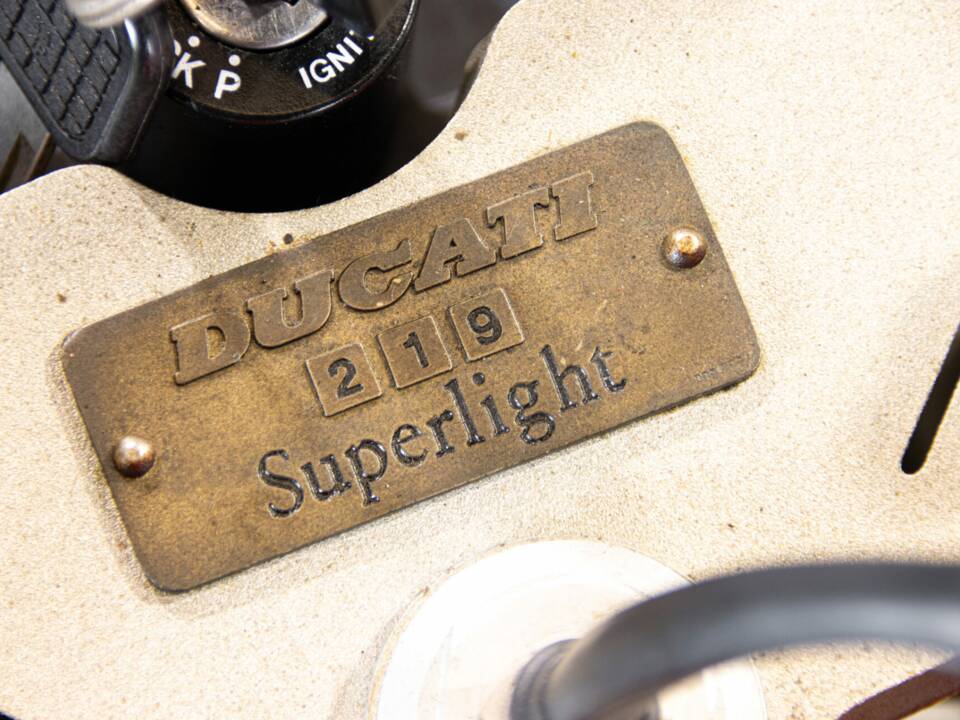 P IGNI
DUCATI
219
Superlight